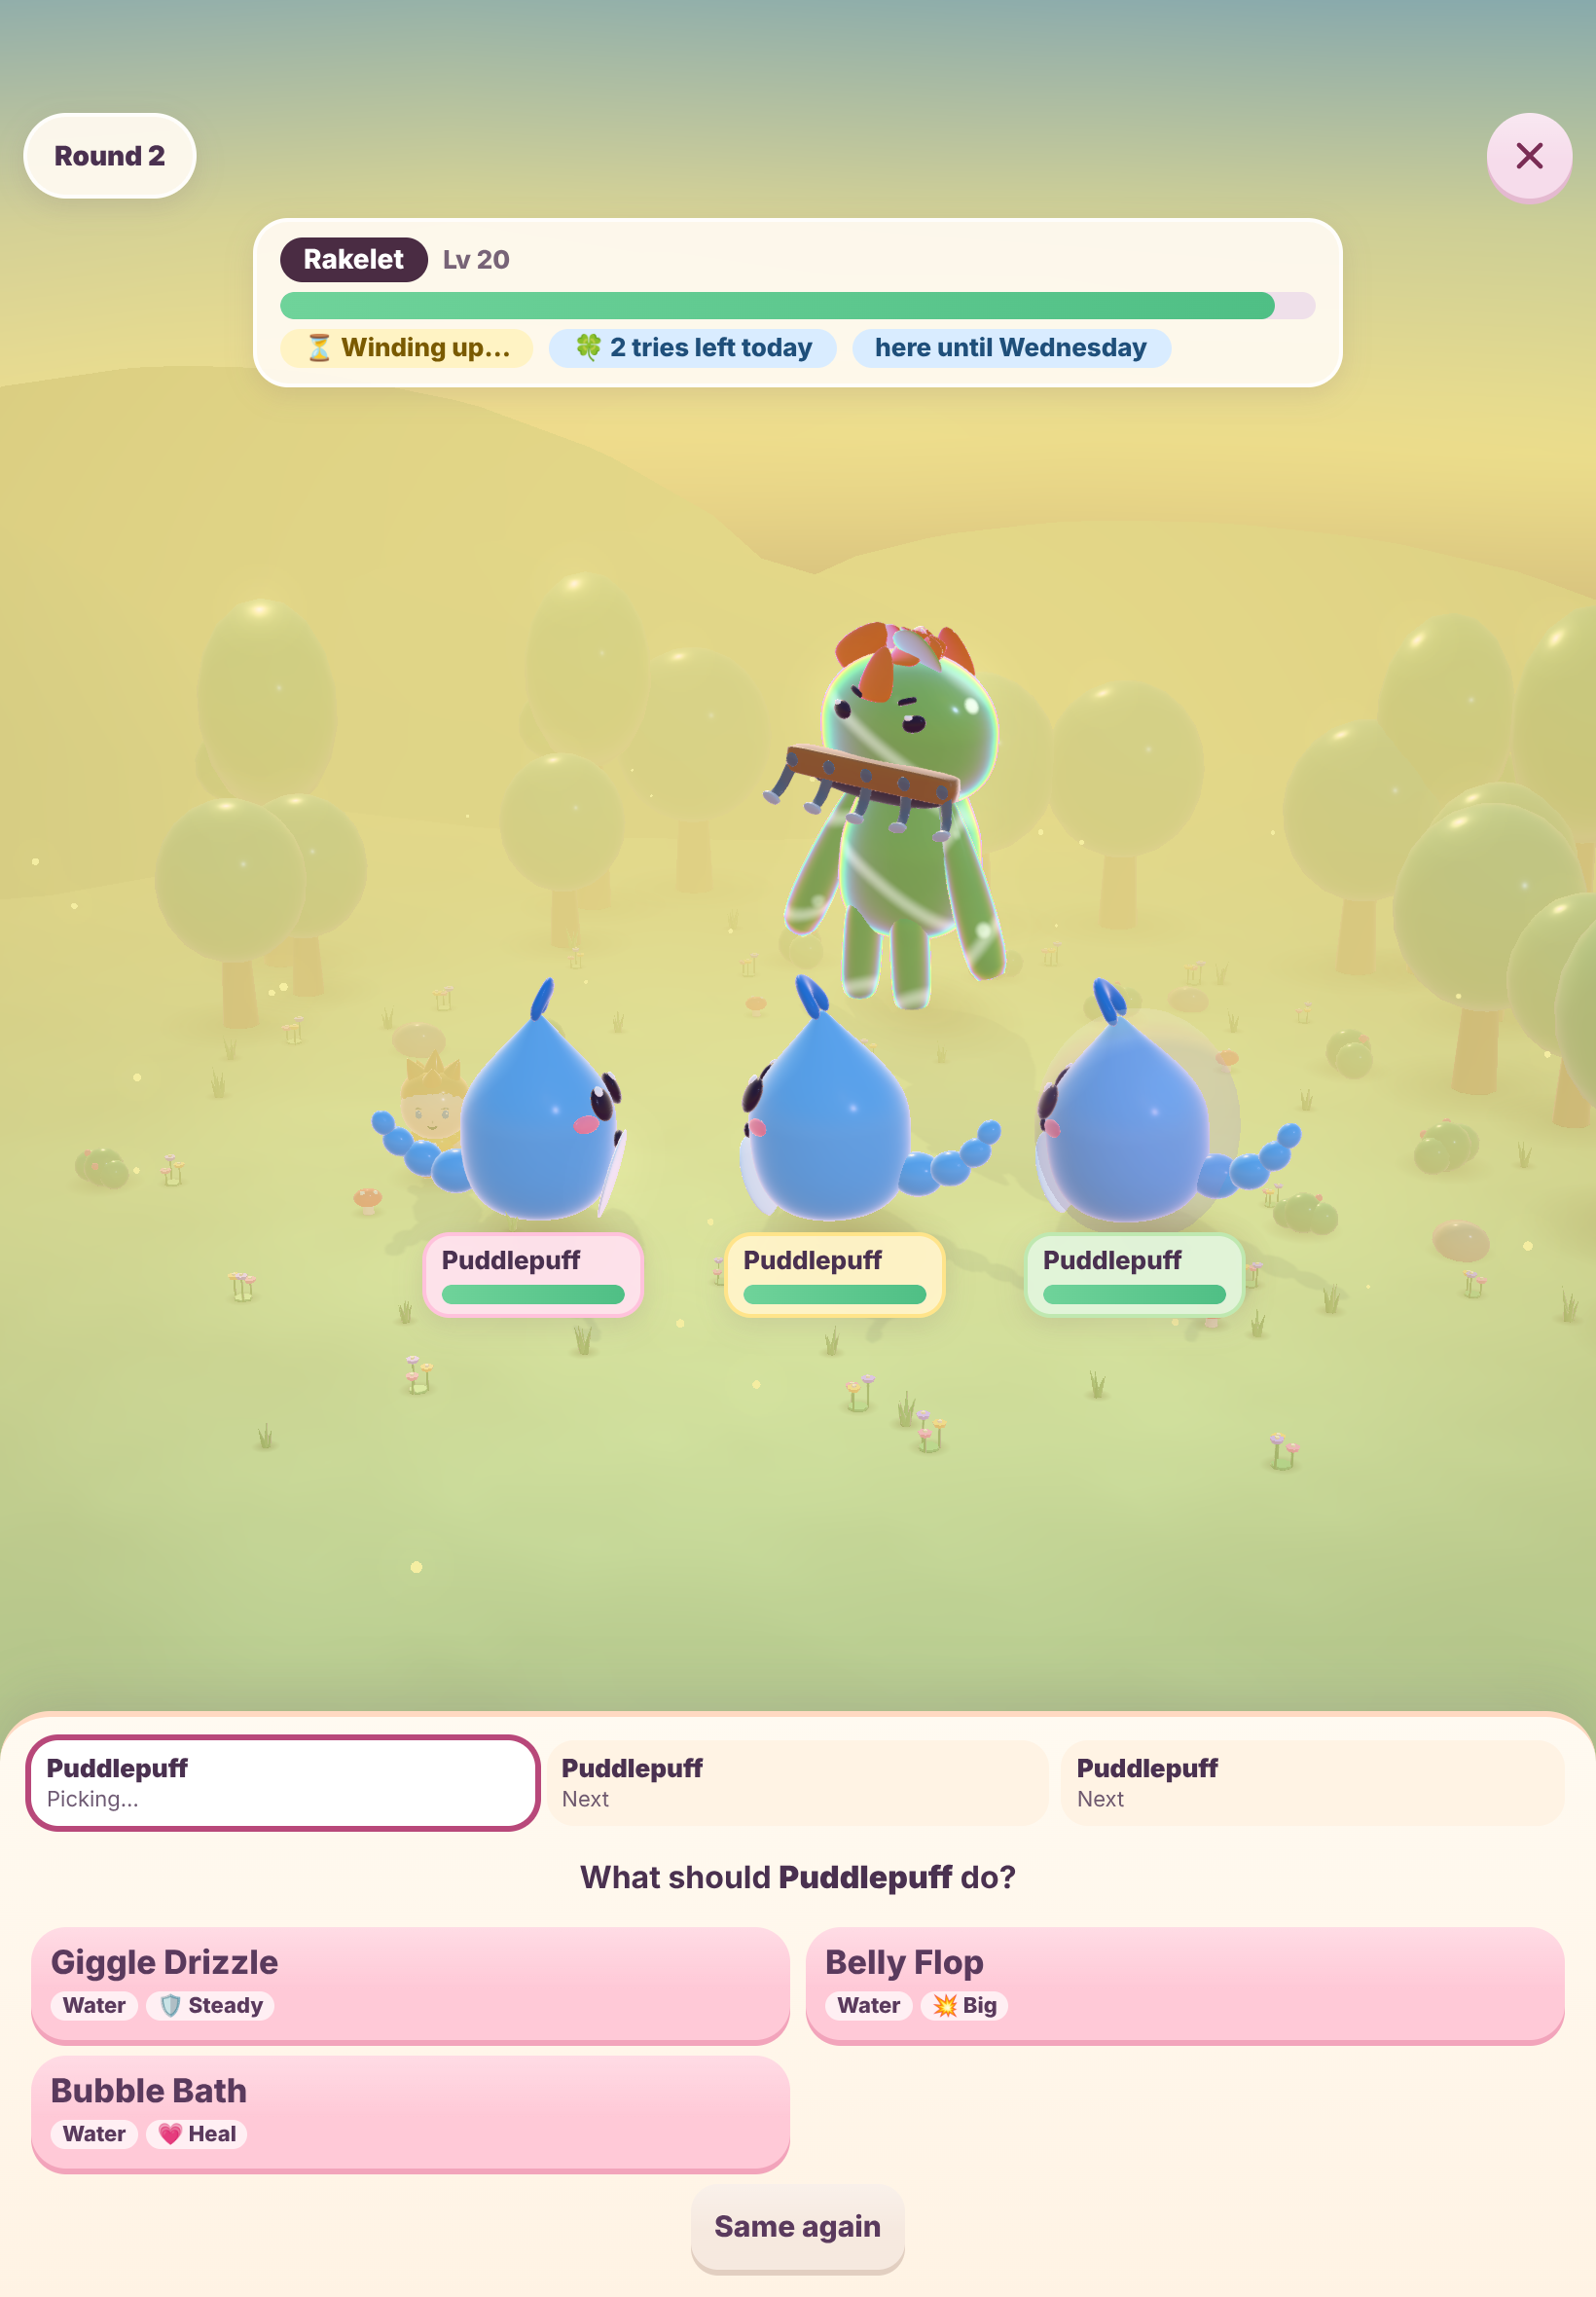 Round 2
Rakelet Lv 20
⏳ Winding up... 🍀 2 tries left today here until Wednesday
Puddlepuff Puddlepuff Puddlepuff
Puddlepuff Puddlepuff Puddlepuff
Picking... Next Next
What should Puddlepuff do?
Giggle Drizzle Belly Flop
Water 🛡️ Steady Water 💥 Big
Bubble Bath
Water 💗 Heal
Same again